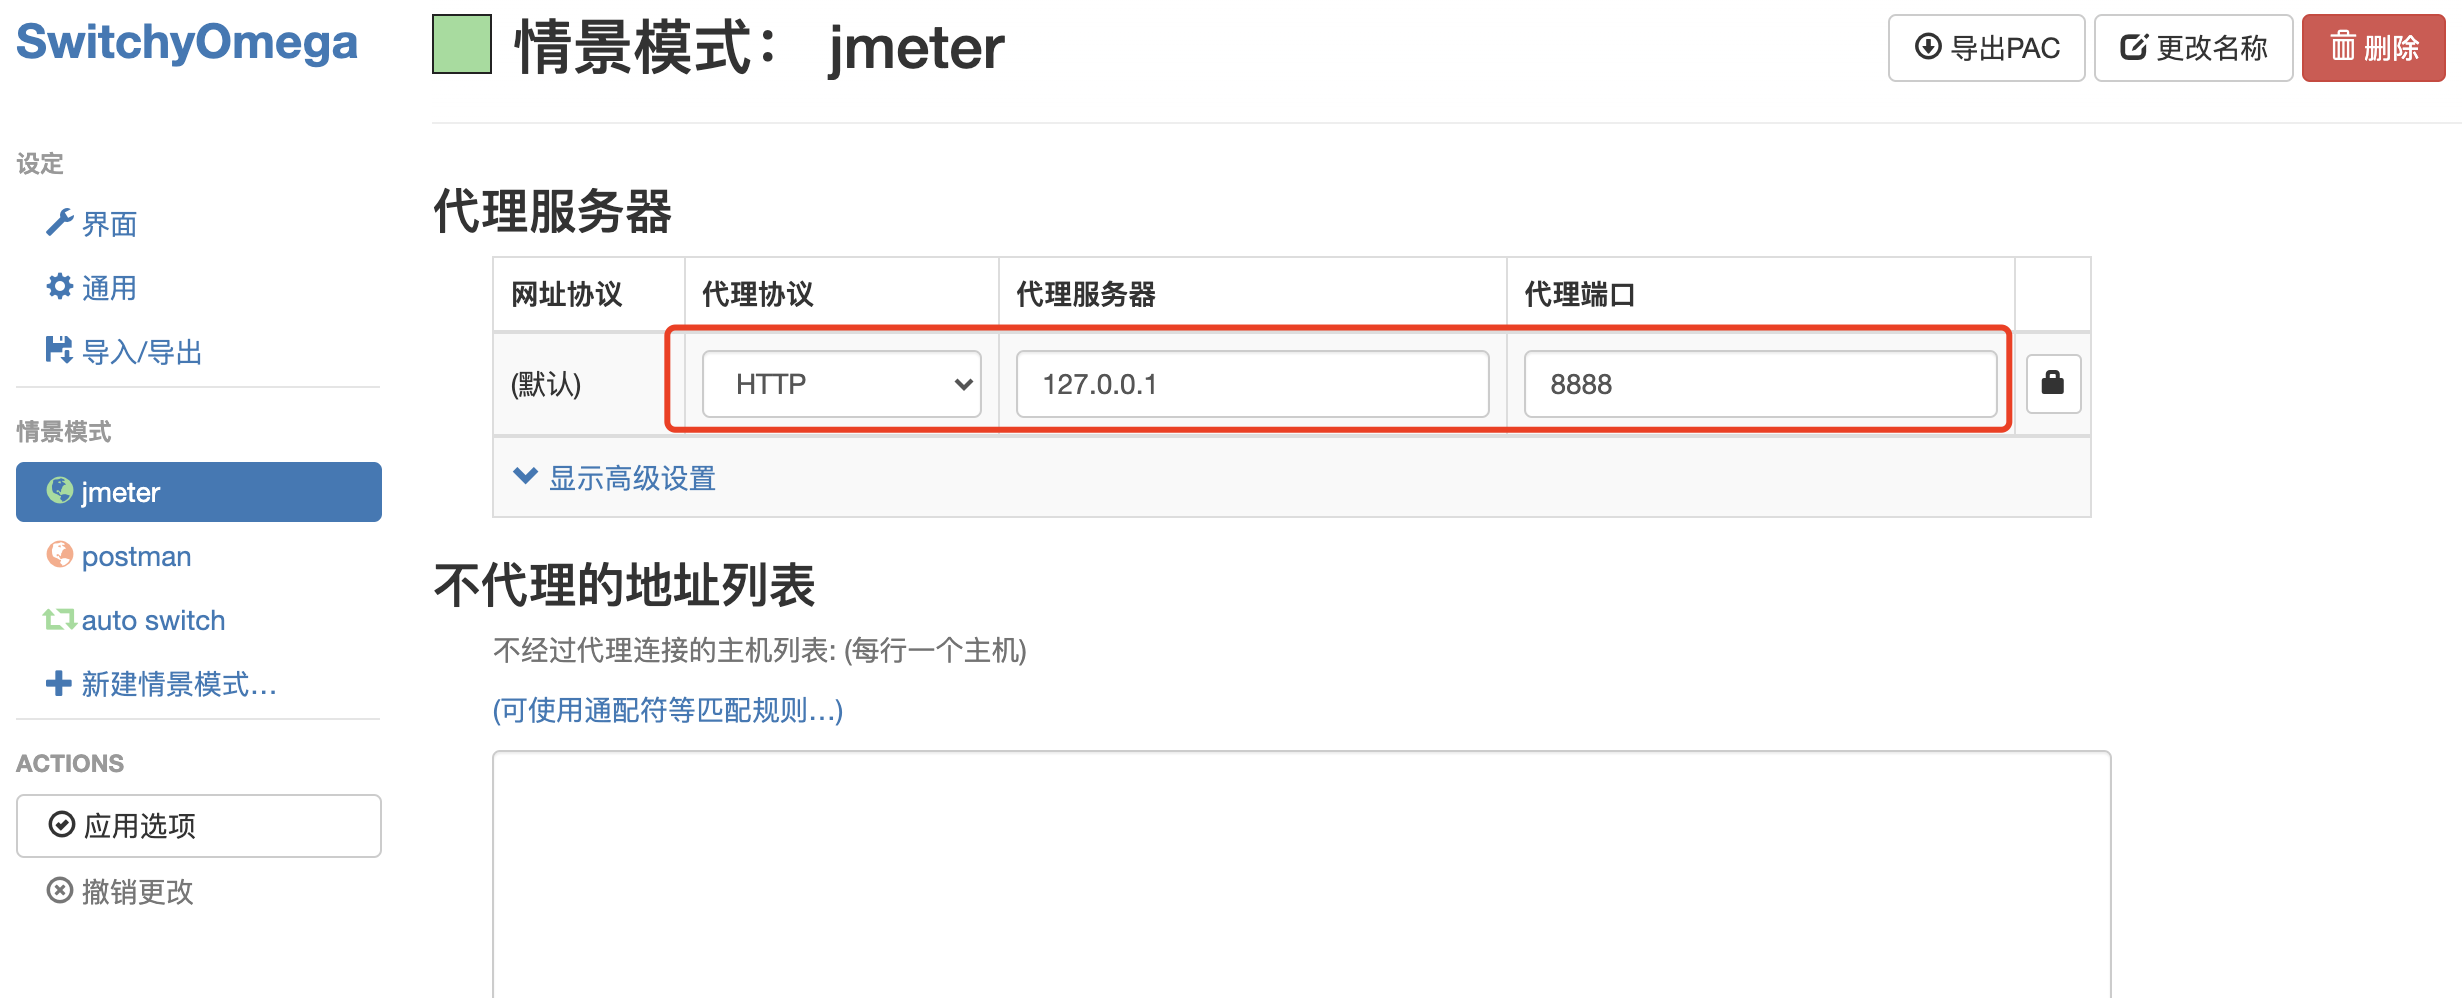 SwitchyOmega
设定
界面
通用
导入/导出
情景模式
jmeter
postman
auto switch
新建情景模式...
ACTIONS
应用选项
撤销更改
情景模式： jmeter
导出PAC
更改名称
删除
代理服务器
网址协议 代理协议 代理服务器 代理端口
(默认) HTTP 127.0.0.1 8888
显示高级设置
不代理的地址列表
不经过代理连接的主机列表: (每行一个主机)
(可使用通配符等匹配规则...)